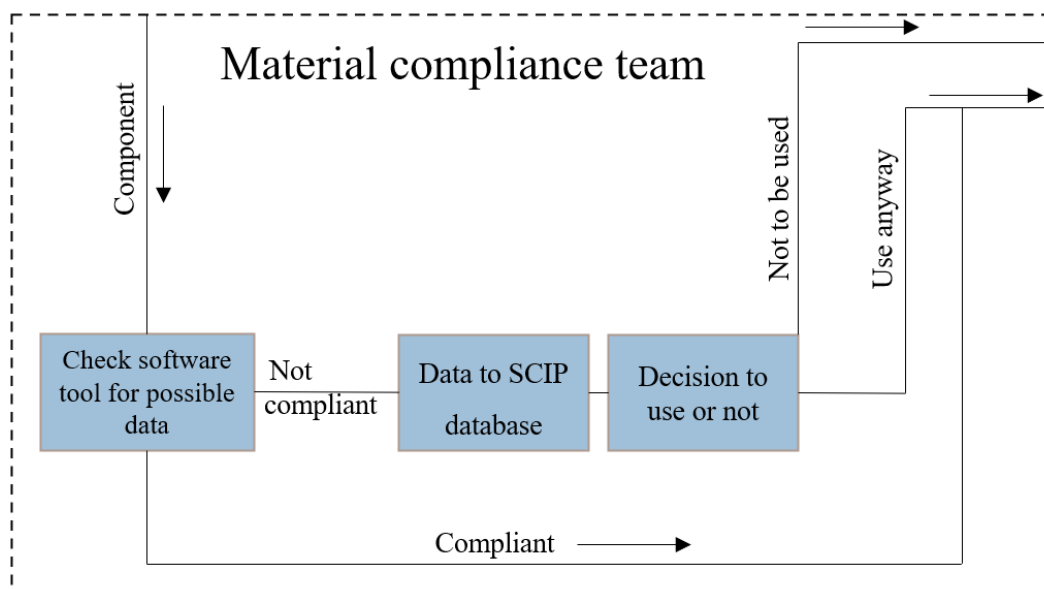 Material compliance team
Component
Not to be used
Use anyway
Check software
tool for possible
data
Not
compliant
Data to SCIP
database
Decision to
use or not
Compliant